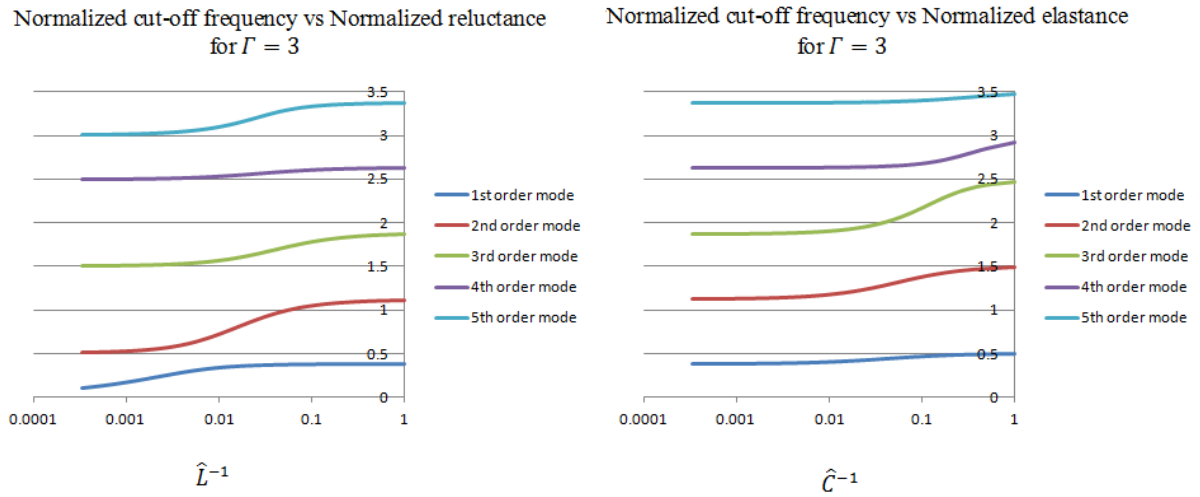 Normalized cut-off frequency vs Normalized reluctance
for Γ = 3
3.5
3
2.5
2
1.5
1
0.5
0
0.0001
0.001
0.01
0.1
1
1st order mode
2nd order mode
3rd order mode
4th order mode
5th order mode
L̂⁻¹
Normalized cut-off frequency vs Normalized elastance
for Γ = 3
3.5
3
2.5
2
1.5
1
0.5
0
0.0001
0.001
0.01
0.1
1
1st order mode
2nd order mode
3rd order mode
4th order mode
5th order mode
Ĉ⁻¹